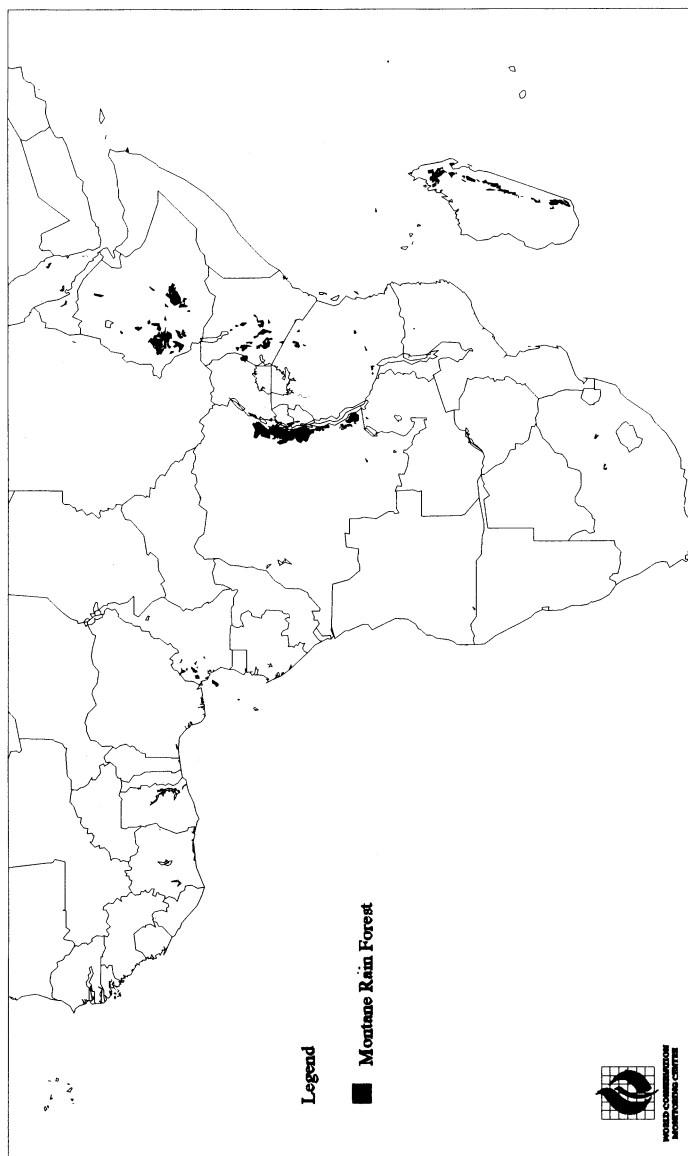 Legend
Montane Rain Forest
WORLD CONSERVATION
MONITORING CENTRE